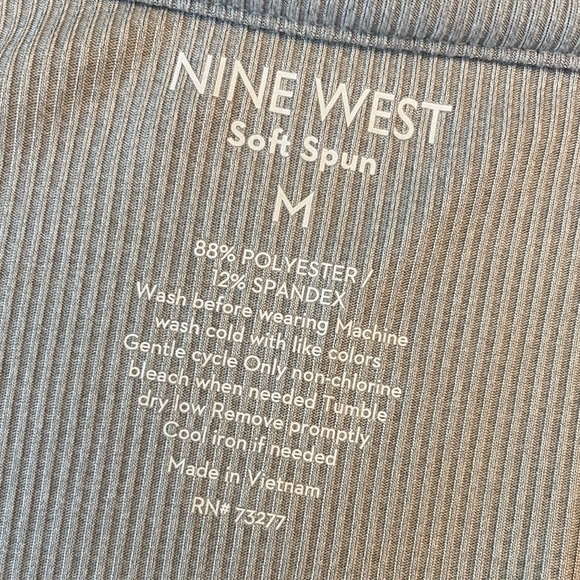 NINE WEST
Soft Spun
M
88% POLYESTER /
12% SPANDEX
Wash before wearing Machine
wash cold with like colors
Gentle cycle Only non-chlorine
bleach when needed Tumble
dry low Remove promptly
Cool iron if needed
Made in Vietnam
RN# 73277